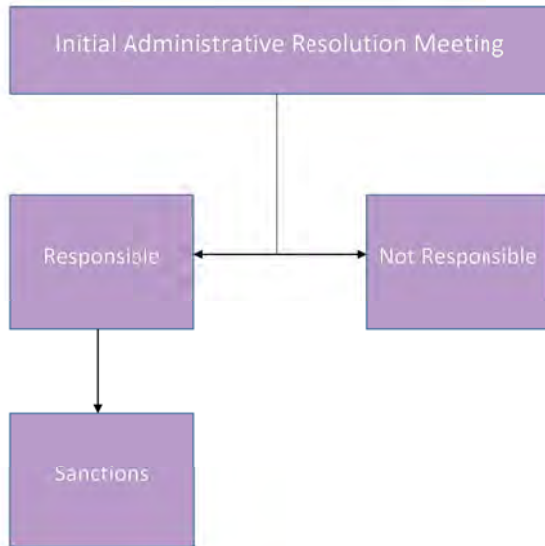 Initial Administrative Resolution Meeting
Responsible
Not Responsible
Sanctions